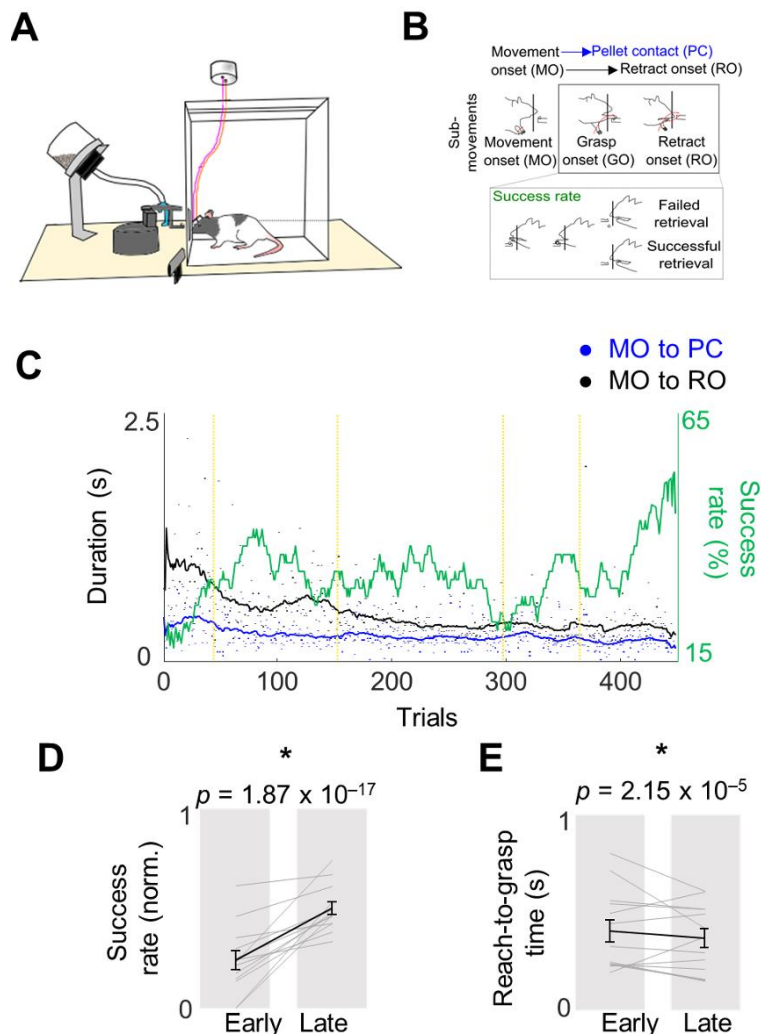 A
B
Movement
onset (MO)
Pellet contact (PC)
Retract onset (RO)
Sub-
movements
Movement
onset (MO)
Grasp
onset (GO)
Retract
onset (RO)
Success rate
Failed
retrieval
Successful
retrieval
C
• MO to PC
• MO to RO
2.5
65
Duration (s)
Success
rate (%)
0
15
0 100 200 300 400
Trials
D
*
p = 1.87 x 10⁻¹⁷
1
Success
rate (norm.)
0
Early Late
E
*
p = 2.15 x 10⁻⁵
1
Reach-to-grasp
time (s)
0
Early Late